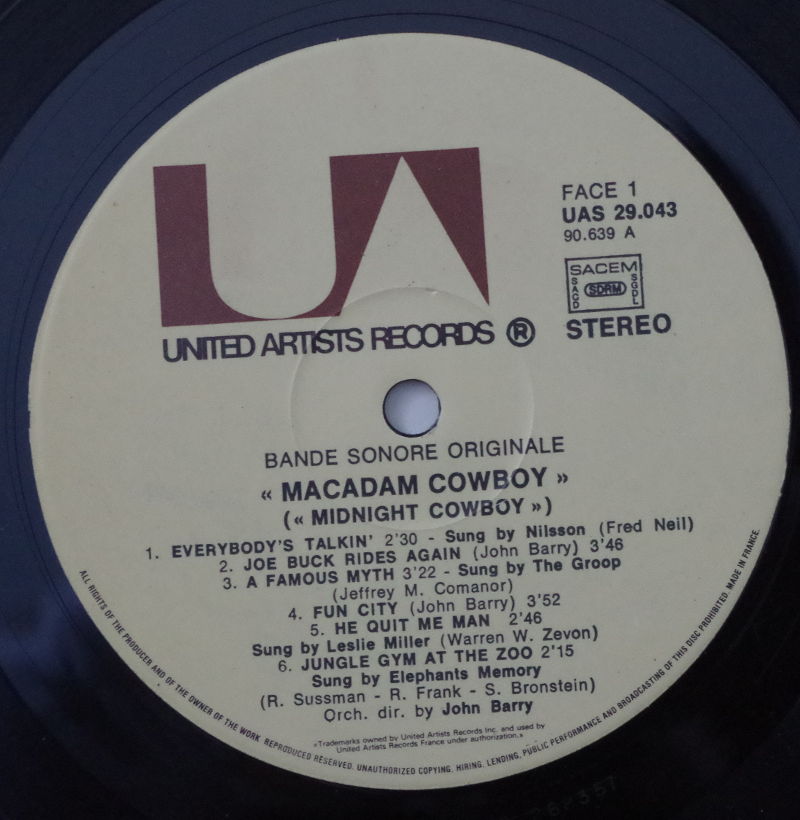 UA
UNITED ARTISTS RECORDS ®
FACE 1
UAS 29.043
90.639 A
SACEM
SACD SDRM SGDL
STEREO
BANDE SONORE ORIGINALE
« MACADAM COWBOY »
(« MIDNIGHT COWBOY »)
1. EVERYBODY'S TALKIN' 2'30 - Sung by Nilsson (Fred Neil)
2. JOE BUCK RIDES AGAIN (John Barry) 3'46
3. A FAMOUS MYTH 3'22 - Sung by The Groop
(Jeffrey M. Comanor)
4. FUN CITY (John Barry) 3'52
5. HE QUIT ME MAN 2'46
Sung by Leslie Miller (Warren W. Zevon)
6. JUNGLE GYM AT THE ZOO 2'15
Sung by Elephants Memory
(R. Sussman - R. Frank - S. Bronstein)
Orch. dir. by John Barry
«Trademarks owned by United Artists Records Inc. and used by
United Artists Records France under authorization.»
ALL RIGHTS OF THE PRODUCER AND OF THE OWNER OF THE WORK REPRODUCED RESERVED. UNAUTHORIZED COPYING, HIRING, LENDING, PUBLIC PERFORMANCE AND BROADCASTING OF THIS DISC PROHIBITED. MADE IN FRANCE.